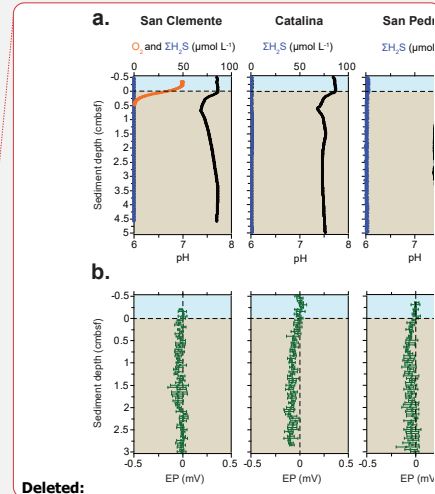 a. San Clemente Catalina San Pedr
O₂ and ΣH₂S (µmol L⁻¹) ΣH₂S (µmol L⁻¹) ΣH₂S (µmol L
0 50 100 0 50 100 0
-0.5
0
0.5
1
1.5
2
2.5
3
3.5
4
4.5
5
Sediment depth (cmbsf)
6 7 8 6 7 8 6 7
pH pH pH
b.
-0.5
0
0.5
1
1.5
2
2.5
3
Sediment depth (cmbsf)
-0.5 0 0.5 -0.5 0 0.5 -0.5 0
EP (mV) EP (mV) EP (mV)
Deleted: